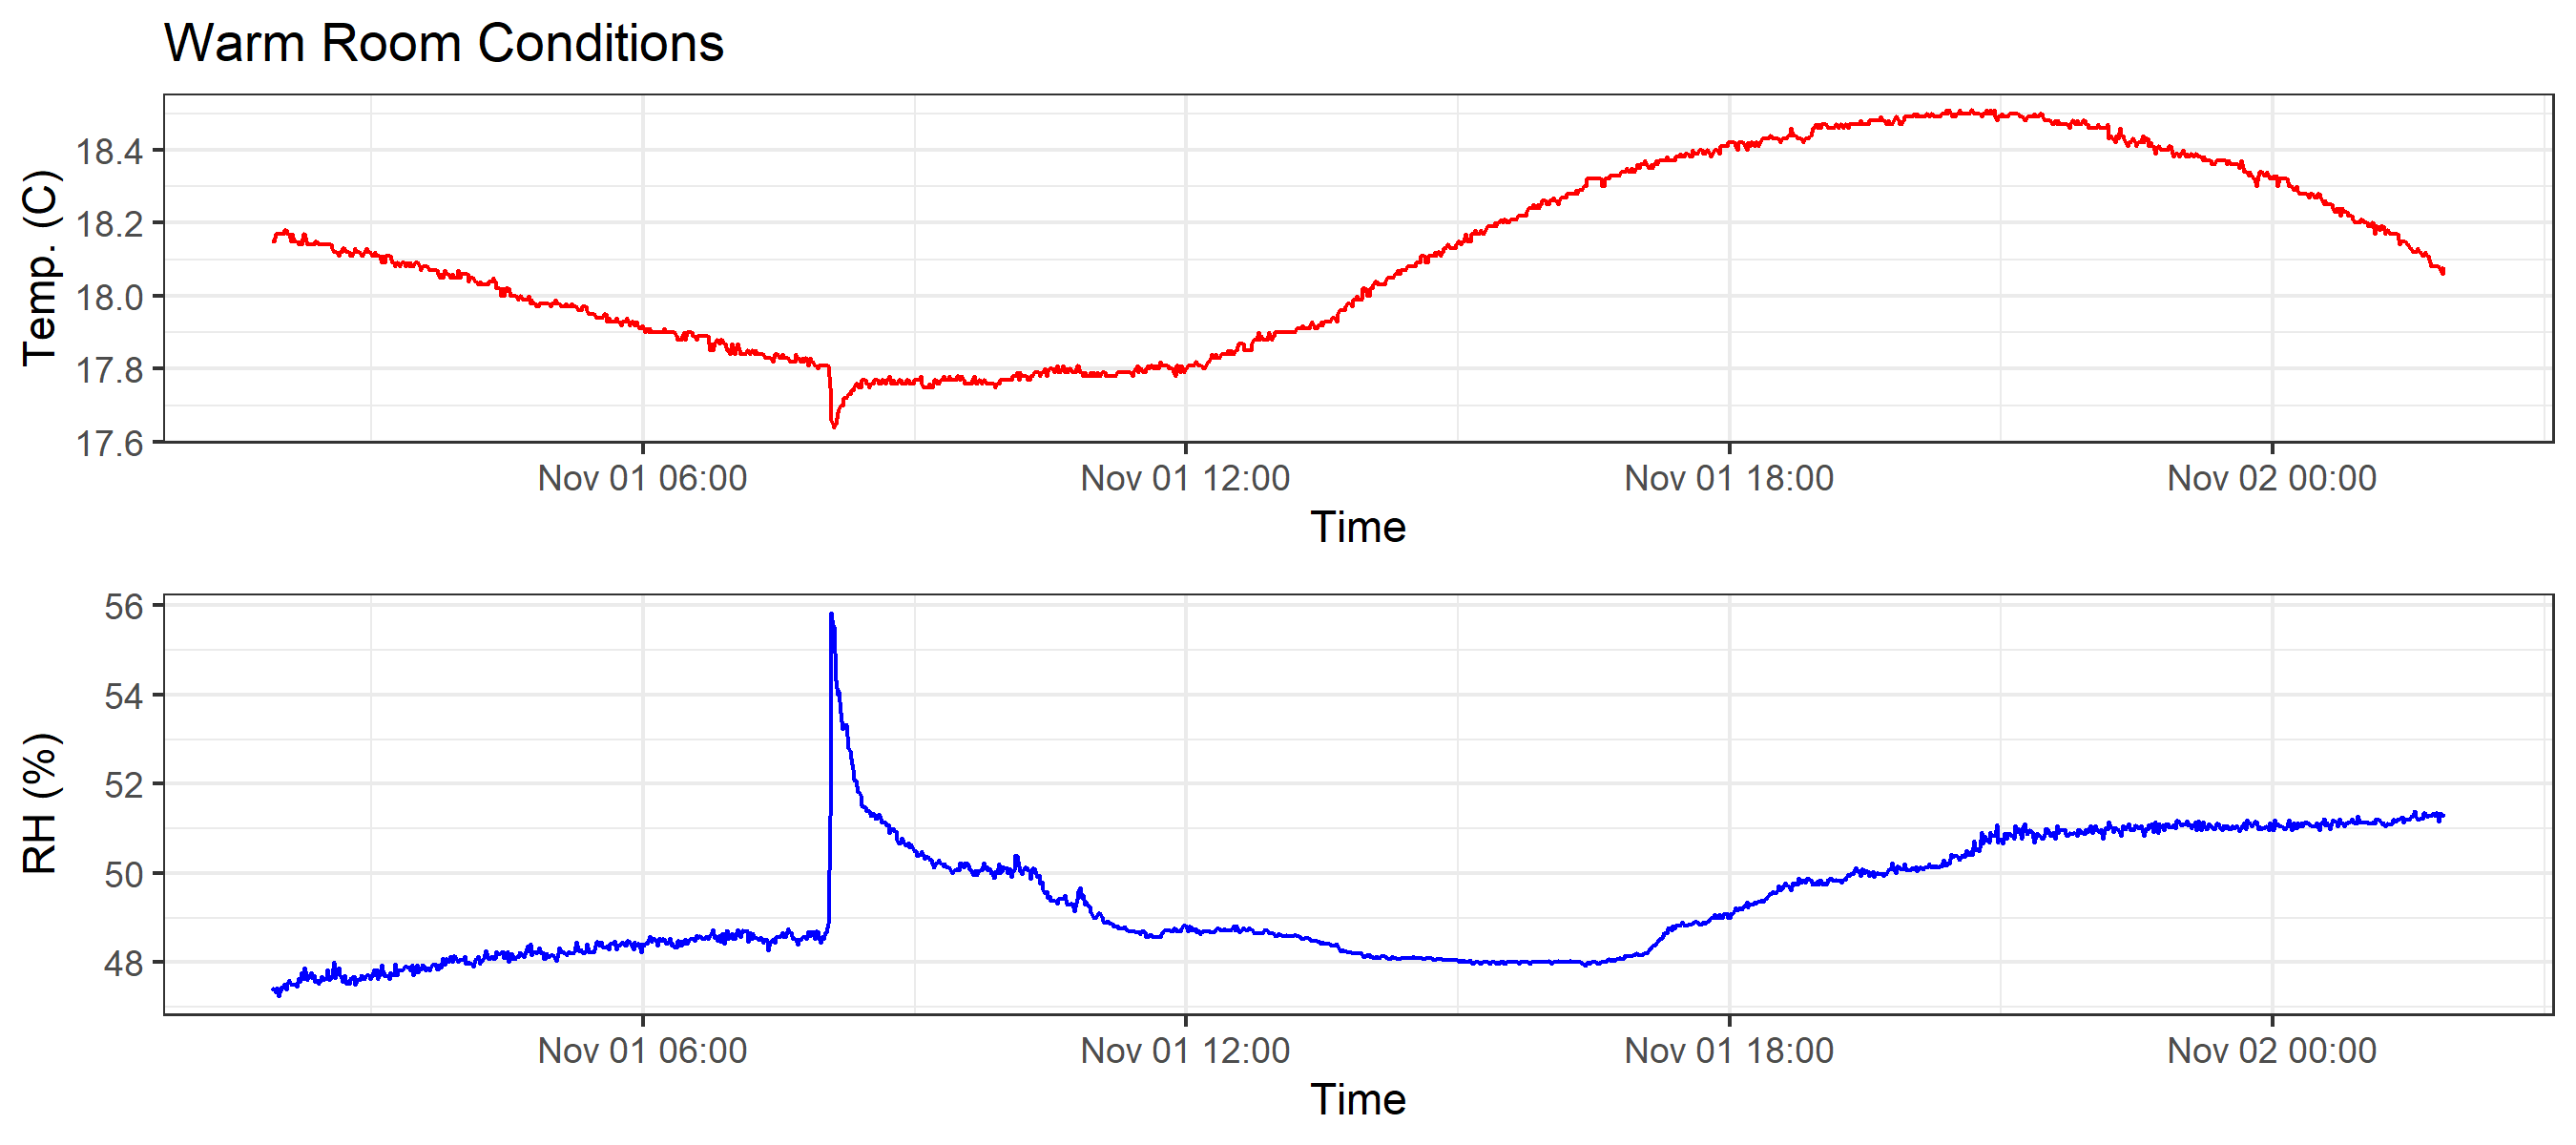 Warm Room Conditions
Temp. (C)
18.4
18.2
18.0
17.8
17.6
Nov 01 06:00 Nov 01 12:00 Nov 01 18:00 Nov 02 00:00
Time
RH (%)
56
54
52
50
48
Nov 01 06:00 Nov 01 12:00 Nov 01 18:00 Nov 02 00:00
Time